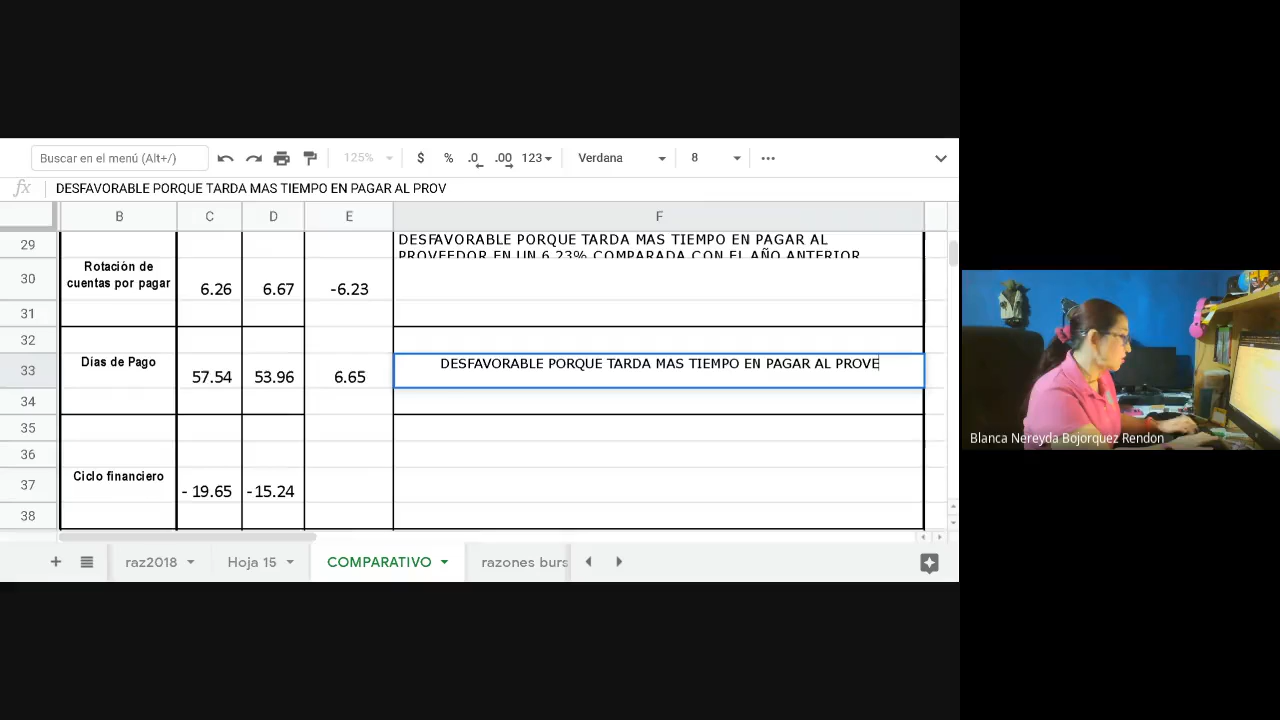 Buscar en el menú (Alt+/)
125%
$ % .0 .00 123
Verdana
8
fx DESFAVORABLE PORQUE TARDA MAS TIEMPO EN PAGAR AL PROV
B C D E F
29 DESFAVORABLE PORQUE TARDA MAS TIEMPO EN PAGAR AL
PROVEEDOR EN UN 6.23% COMPARADA CON EL AÑO ANTERIOR
30 Rotación de
cuentas por pagar 6.26 6.67 -6.23
31
32
33 Días de Pago 57.54 53.96 6.65 DESFAVORABLE PORQUE TARDA MAS TIEMPO EN PAGAR AL PROVE
34
35
36
37 Ciclo financiero - 19.65 -15.24
38
raz2018 Hoja 15 COMPARATIVO razones burs
Blanca Nereyda Bojorquez Rendon